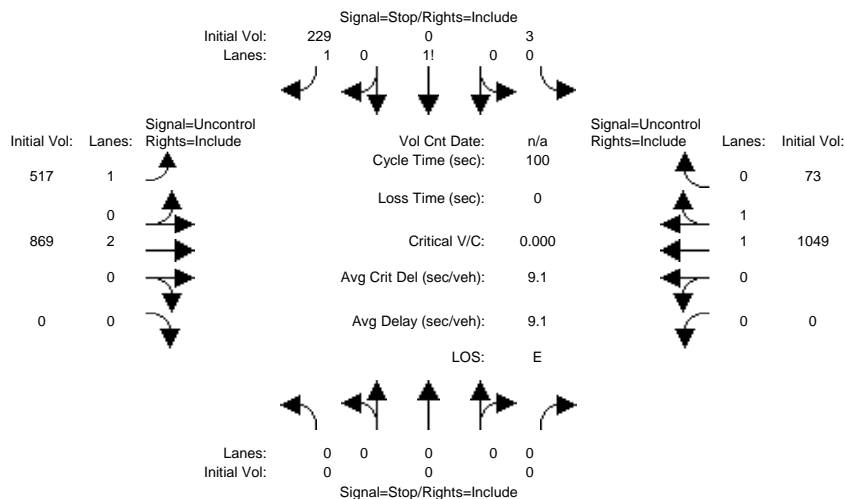 Signal=Stop/Rights=Include
Initial Vol: 229 0 3
Lanes: 1 0 1! 0 0
Signal=Uncontrol
Initial Vol: Lanes: Rights=Include
Vol Cnt Date: n/a
Signal=Uncontrol
Rights=Include Lanes: Initial Vol:
Cycle Time (sec): 100
517 1
0 73
Loss Time (sec): 0
0
1
869 2
Critical V/C: 0.000
1 1049
0
Avg Crit Del (sec/veh): 9.1
0
0 0
Avg Delay (sec/veh): 9.1
0 0
LOS: E
Lanes: 0 0 0 0 0
Initial Vol: 0 0 0
Signal=Stop/Rights=Include